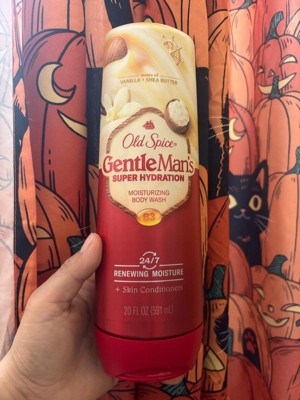 notes of
VANILLA + SHEA BUTTER
Old Spice
GentleMan's
SUPER HYDRATION
MOISTURIZING
BODY WASH
B3
24/7
RENEWING MOISTURE
+ Skin Conditioners
20 FL OZ (591 mL)